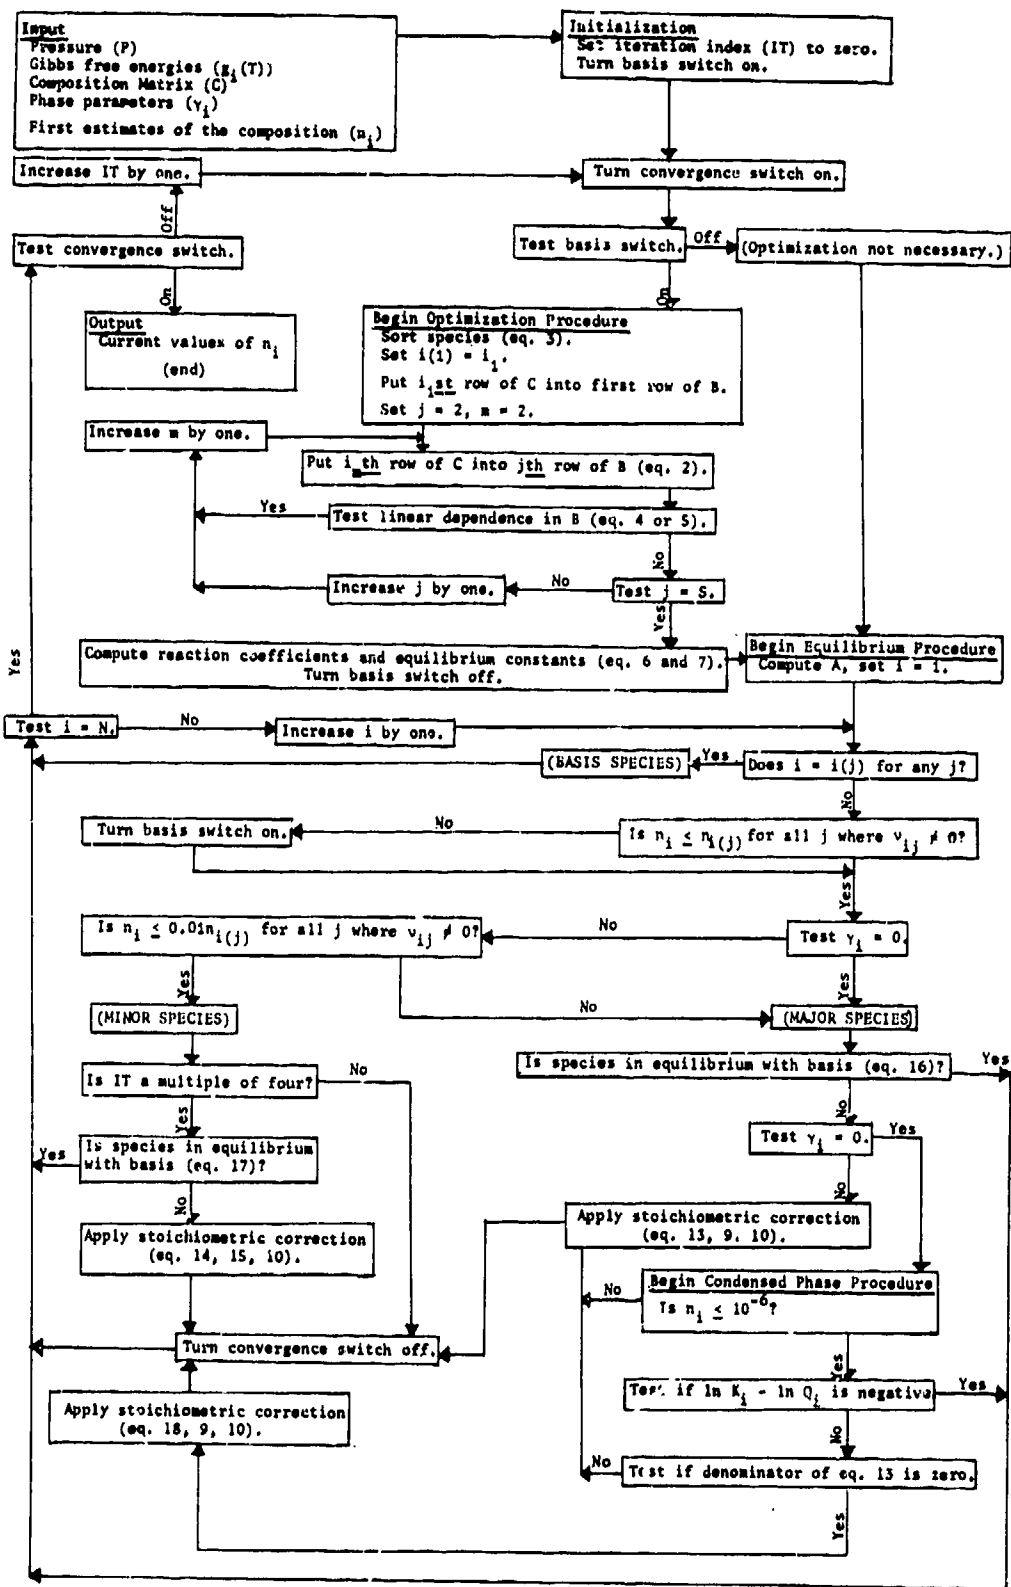 Input
Pressure (P)
Gibbs free energies (g_i(T))
Composition Matrix (C)
Phase parameters (γ_i)
First estimates of the composition (n_i)
Initialization
Set iteration index (IT) to zero.
Turn basis switch on.
Increase IT by one.
Turn convergence switch on.
Off
Test convergence switch.
Test basis switch.
Off
(Optimization not necessary.)
On
On
Output
Current values of n_i
(end)
Begin Optimization Procedure
Sort species (eq. 3).
Set i(1) = i_1.
Put i_1st row of C into first row of B.
Set j = 2, m = 2.
Increase m by one.
Put i_m th row of C into jth row of B (eq. 2).
Yes
Test linear dependence in B (eq. 4 or 5).
No
Increase j by one.
No
Test j = S.
Yes
Yes
Compute reaction coefficients and equilibrium constants (eq. 6 and 7).
Turn basis switch off.
Begin Equilibrium Procedure
Compute A, set i = 1.
Test i = N.
No
Increase i by one.
(BASIS SPECIES)
Yes
Does i = i(j) for any j?
No
Turn basis switch on.
No
Is n_i ≤ n_i(j) for all j where ν_ij ≠ 0?
Yes
Is n_i ≤ 0.01n_i(j) for all j where ν_ij ≠ 0?
No
Test γ_i = 0.
Yes
Yes
(MINOR SPECIES)
No
(MAJOR SPECIES)
Is IT a multiple of four?
No
Is species in equilibrium with basis (eq. 16)?
Yes
Yes
No
Test γ_i = 0.
Yes
Yes
Is species in equilibrium
with basis (eq. 17)?
No
No
Apply stoichiometric correction
(eq. 14, 15, 10).
Apply stoichiometric correction
(eq. 13, 9, 10).
Begin Condensed Phase Procedure
Is n_i ≤ 10^-6?
No
Turn convergence switch off.
Yes
Test if ln K_i - ln Q_i is negative
Yes
Apply stoichiometric correction
(eq. 18, 9, 10).
No
No
Test if denominator of eq. 13 is zero.
Yes